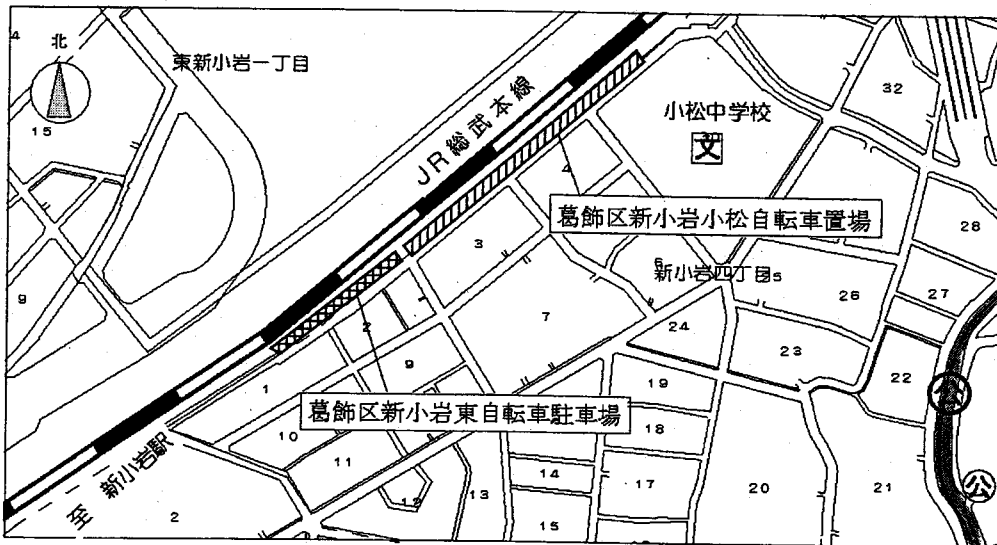 4
北
東新小岩一丁目
15
9
JR総武本線
小松中学校
文
32
4
葛飾区新小岩小松自転車置場
3
28
6
新小岩四丁目5
26
27
2
7
24
9
23
22
公
1
19
葛飾区新小岩東自転車駐車場
10
18
11
至 新小岩駅
14
13
17
12
20
21
公
2
15